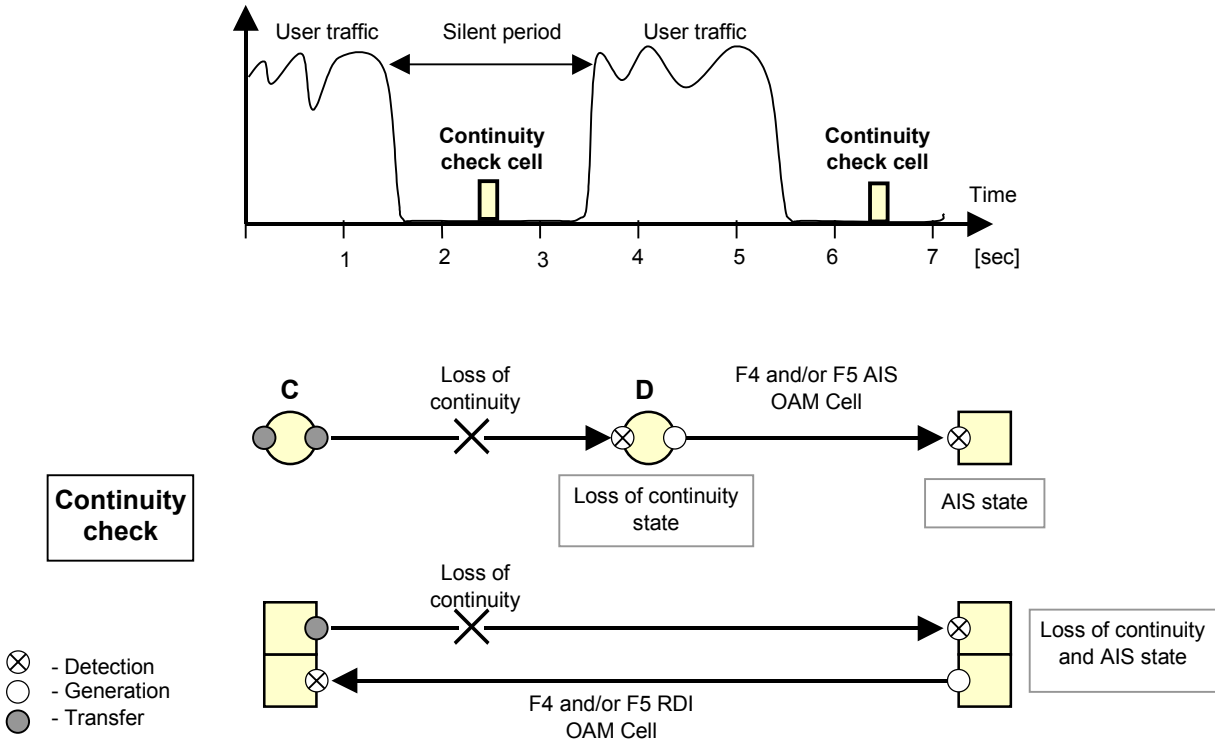 User traffic
Silent period
User traffic
Continuity
check cell
Continuity
check cell
Time
1
2
3
4
5
6
7
[sec]
C
Loss of
continuity
D
F4 and/or F5 AIS
OAM Cell
Continuity
check
Loss of continuity
state
AIS state
Loss of
continuity
Loss of continuity
and AIS state
F4 and/or F5 RDI
OAM Cell
- Detection
- Generation
- Transfer